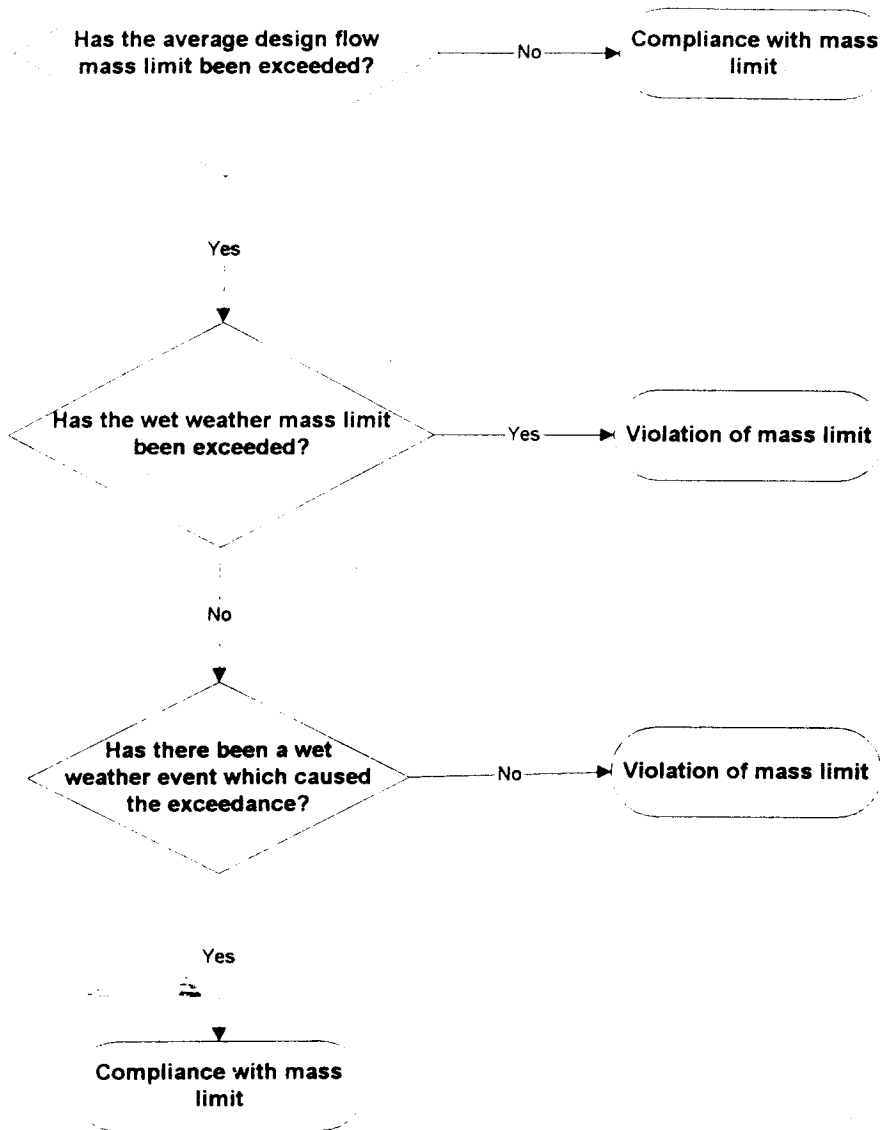 Has the average design flow
mass limit been exceeded?
No
Compliance with mass
limit
Yes
Has the wet weather mass limit
been exceeded?
Yes
Violation of mass limit
No
Has there been a wet
weather event which caused
the exceedance?
No
Violation of mass limit
Yes
Compliance with mass
limit